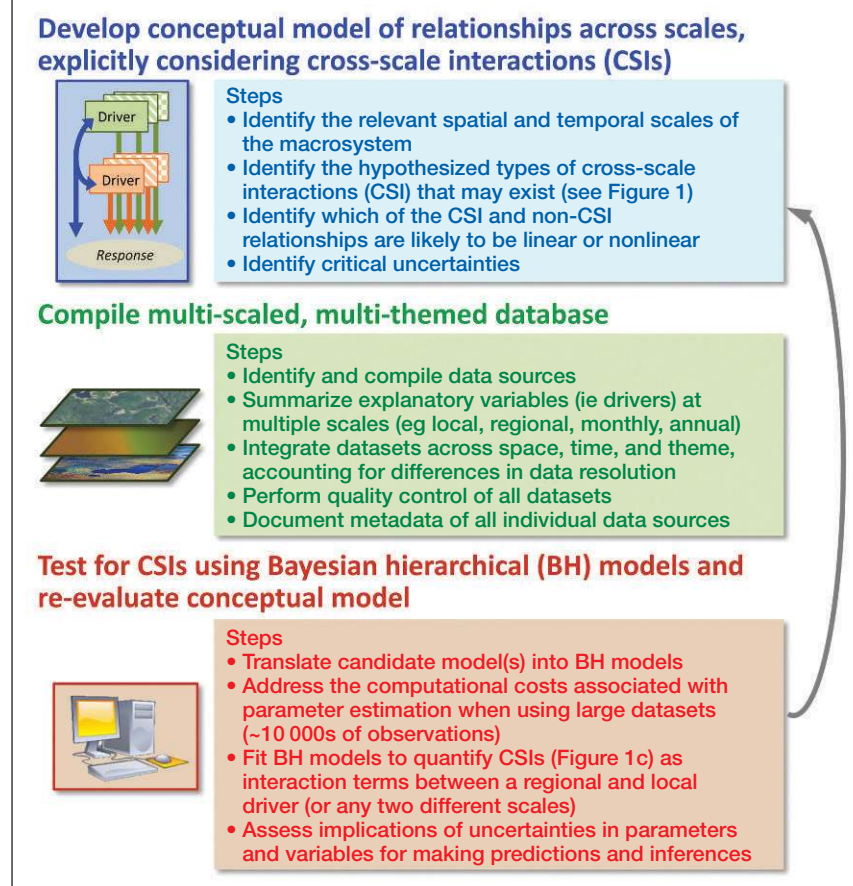 Develop conceptual model of relationships across scales,
explicitly considering cross-scale interactions (CSIs)
Driver
Driver
Response
Steps
• Identify the relevant spatial and temporal scales of
the macrosystem
• Identify the hypothesized types of cross-scale
interactions (CSI) that may exist (see Figure 1)
• Identify which of the CSI and non-CSI
relationships are likely to be linear or nonlinear
• Identify critical uncertainties
Compile multi-scaled, multi-themed database
Steps
• Identify and compile data sources
• Summarize explanatory variables (ie drivers) at
multiple scales (eg local, regional, monthly, annual)
• Integrate datasets across space, time, and theme,
accounting for differences in data resolution
• Perform quality control of all datasets
• Document metadata of all individual data sources
Test for CSIs using Bayesian hierarchical (BH) models and
re-evaluate conceptual model
Steps
• Translate candidate model(s) into BH models
• Address the computational costs associated with
parameter estimation when using large datasets
(~10 000s of observations)
• Fit BH models to quantify CSIs (Figure 1c) as
interaction terms between a regional and local
driver (or any two different scales)
• Assess implications of uncertainties in parameters
and variables for making predictions and inferences